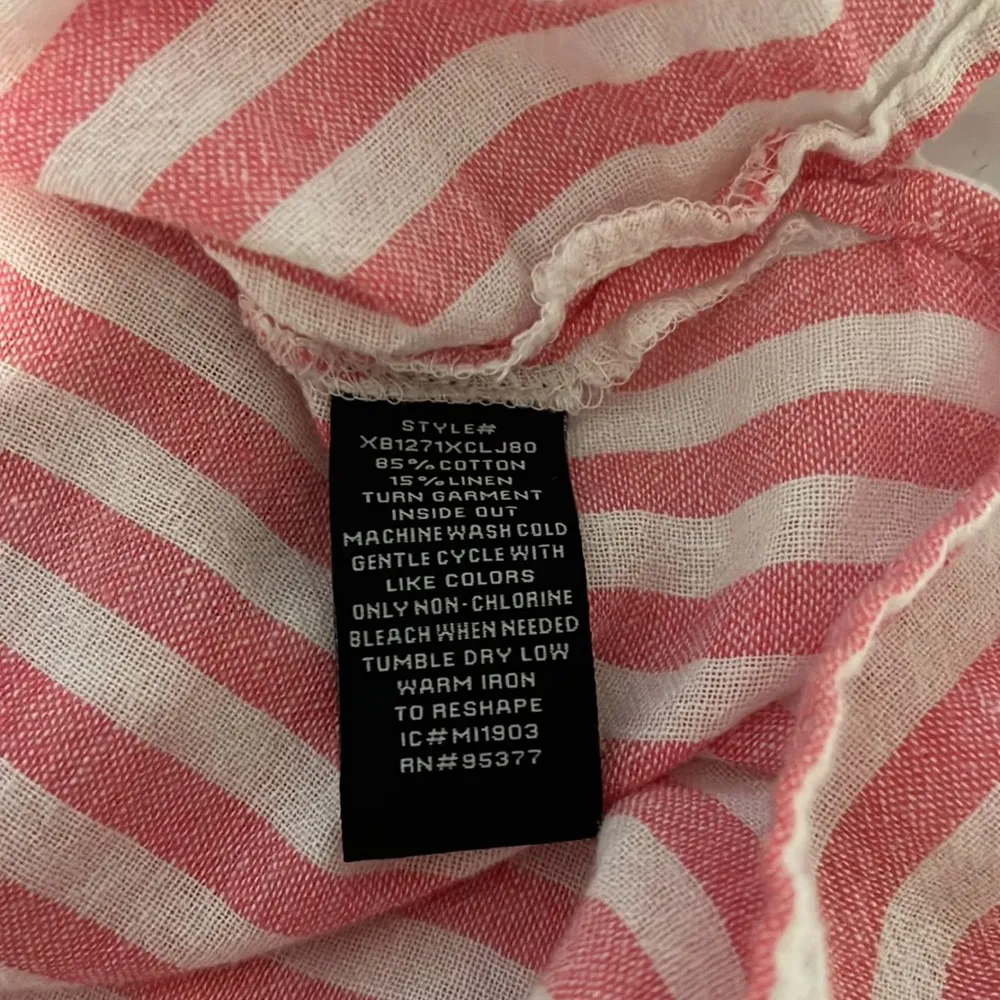 STYLE#
XB1271XCLJ80
85%COTTON
15%LINEN
TURN GARMENT
INSIDE OUT
MACHINE WASH COLD
GENTLE CYCLE WITH
LIKE COLORS
ONLY NON-CHLORINE
BLEACH WHEN NEEDED
TUMBLE DRY LOW
WARM IRON
TO RESHAPE
IC#MI1903
RN#95377